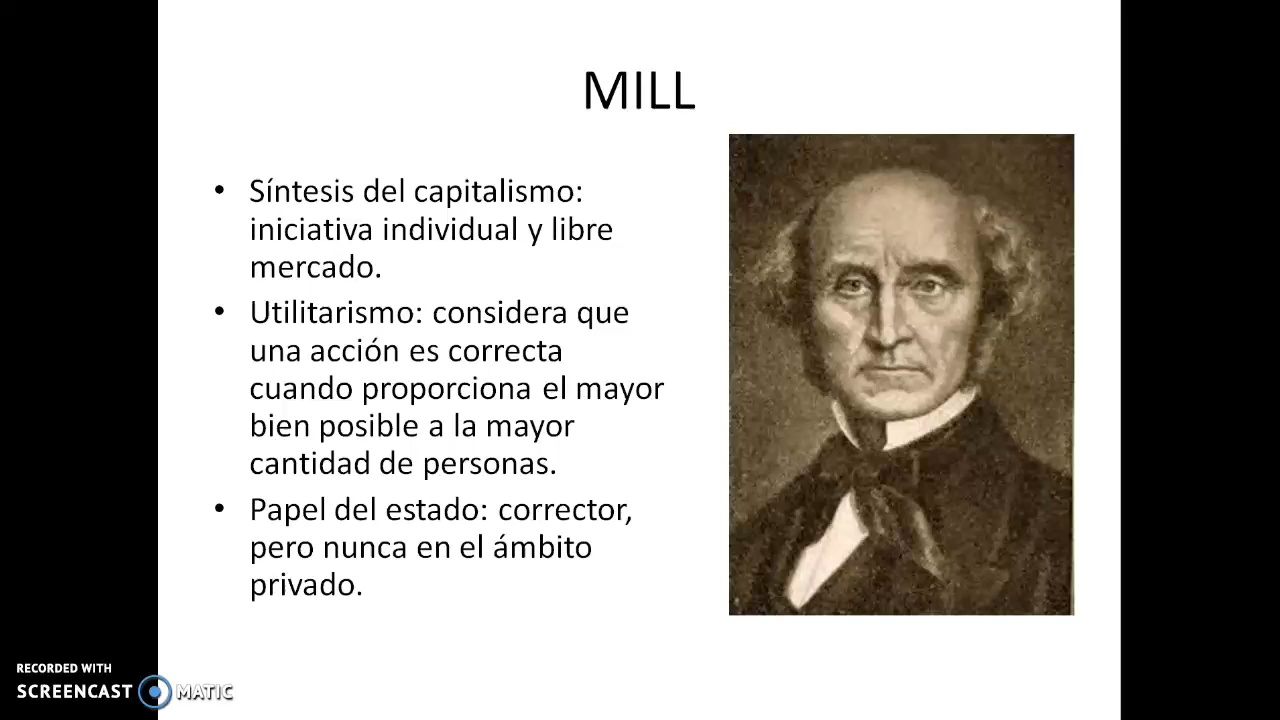 MILL
• Síntesis del capitalismo:
iniciativa individual y libre
mercado.
• Utilitarismo: considera que
una acción es correcta
cuando proporciona el mayor
bien posible a la mayor
cantidad de personas.
• Papel del estado: corrector,
pero nunca en el ámbito
privado.
RECORDED WITH
SCREENCAST MATIC